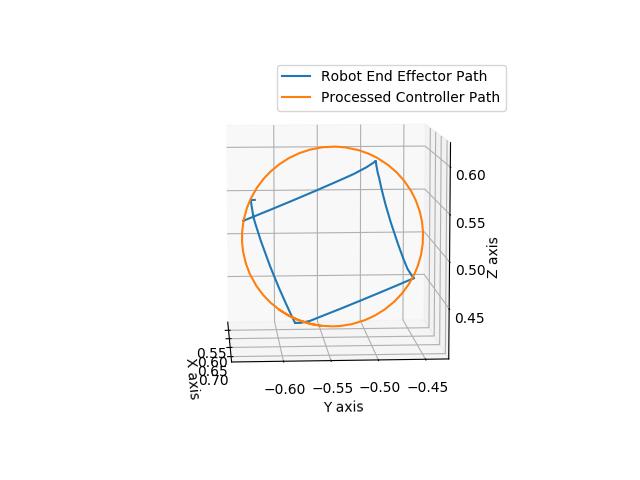 Robot End Effector Path
Processed Controller Path
0.60
0.55
0.50
0.45
Z axis
0.55
0.60
0.65
0.70
X axis
−0.60 −0.55 −0.50 −0.45
Y axis